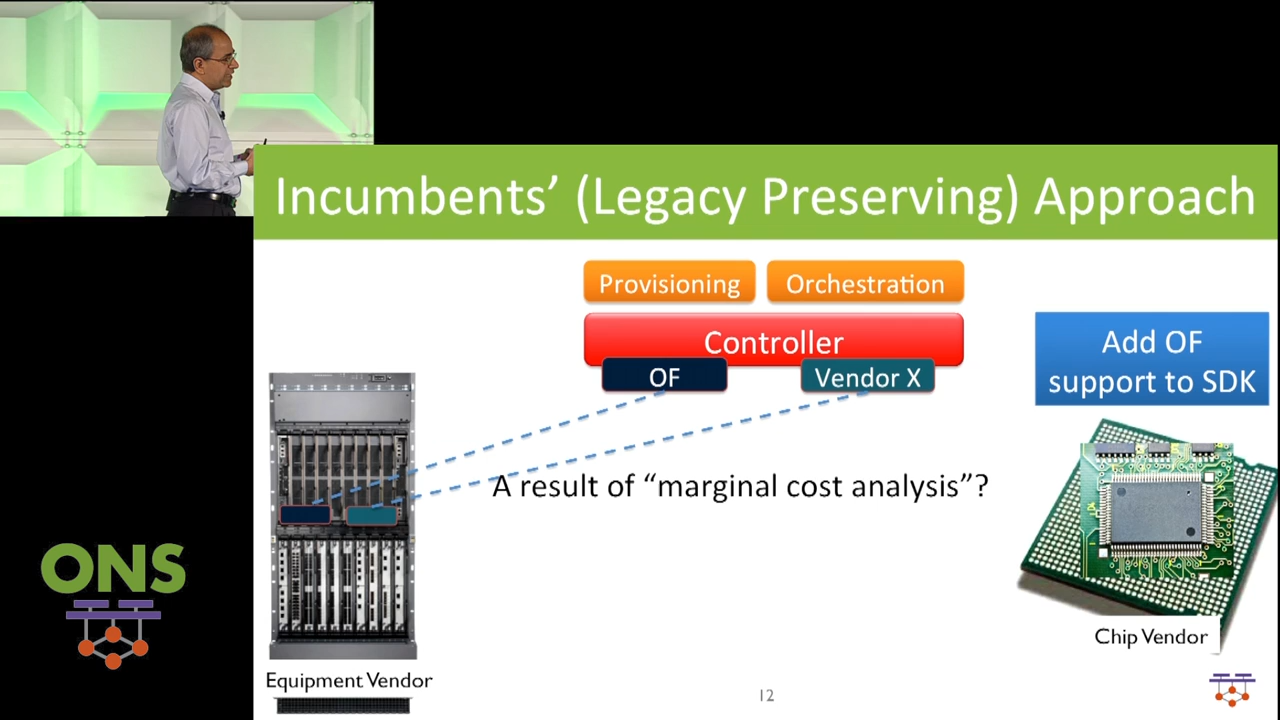 Incumbents’ (Legacy Preserving) Approach
Provisioning
Orchestration
Controller
OF
Vendor X
Add OF
support to SDK
A result of “marginal cost analysis”?
ONS
Chip Vendor
Equipment Vendor
12